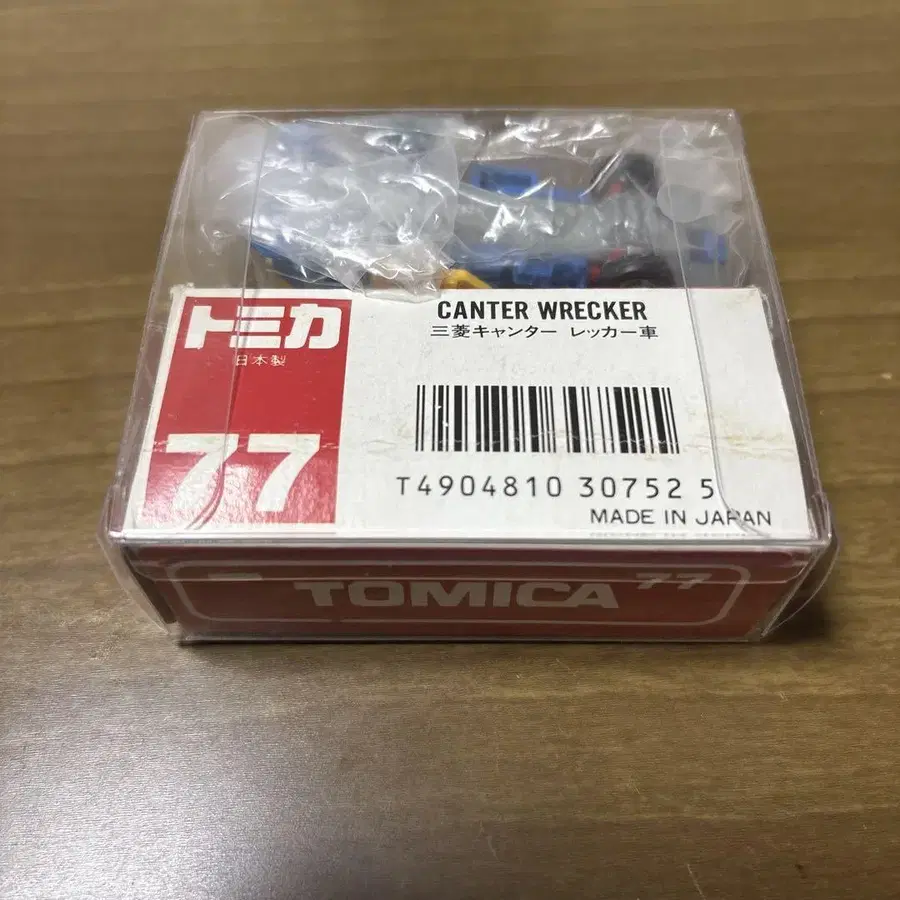 トミカ
日本製
77
CANTER WRECKER
三菱キャンター レッカー車
T4904810 30752 5
MADE IN JAPAN
TOMICA 77